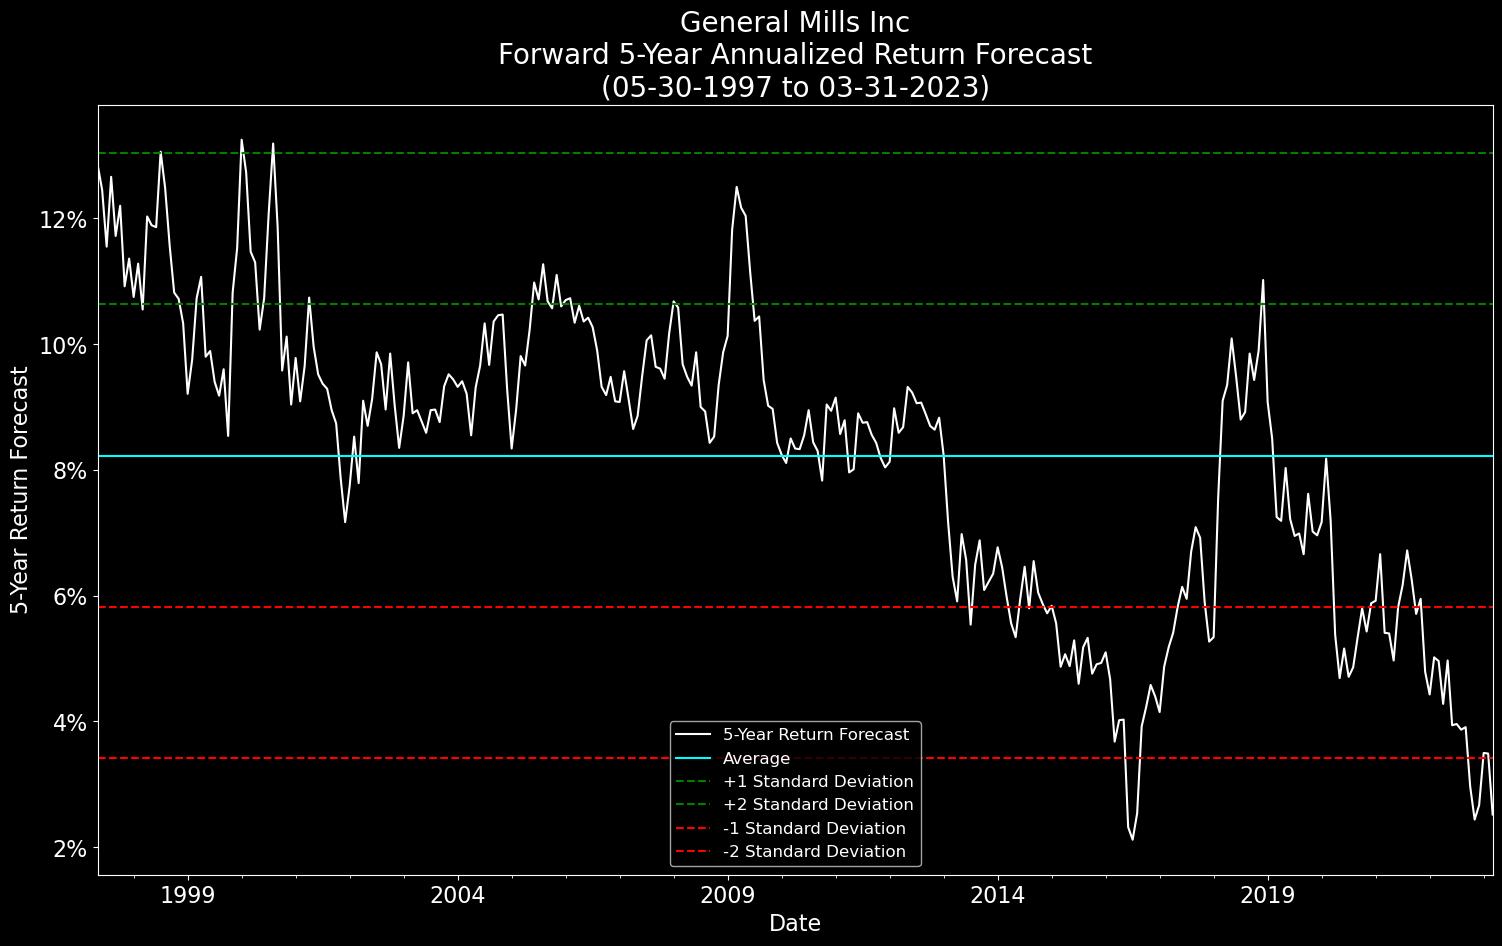 General Mills Inc
Forward 5-Year Annualized Return Forecast
(05-30-1997 to 03-31-2023)
5-Year Return Forecast
12%
10%
8%
6%
4%
2%
5-Year Return Forecast
Average
+1 Standard Deviation
+2 Standard Deviation
-1 Standard Deviation
-2 Standard Deviation
1999
2004
2009
2014
2019
Date